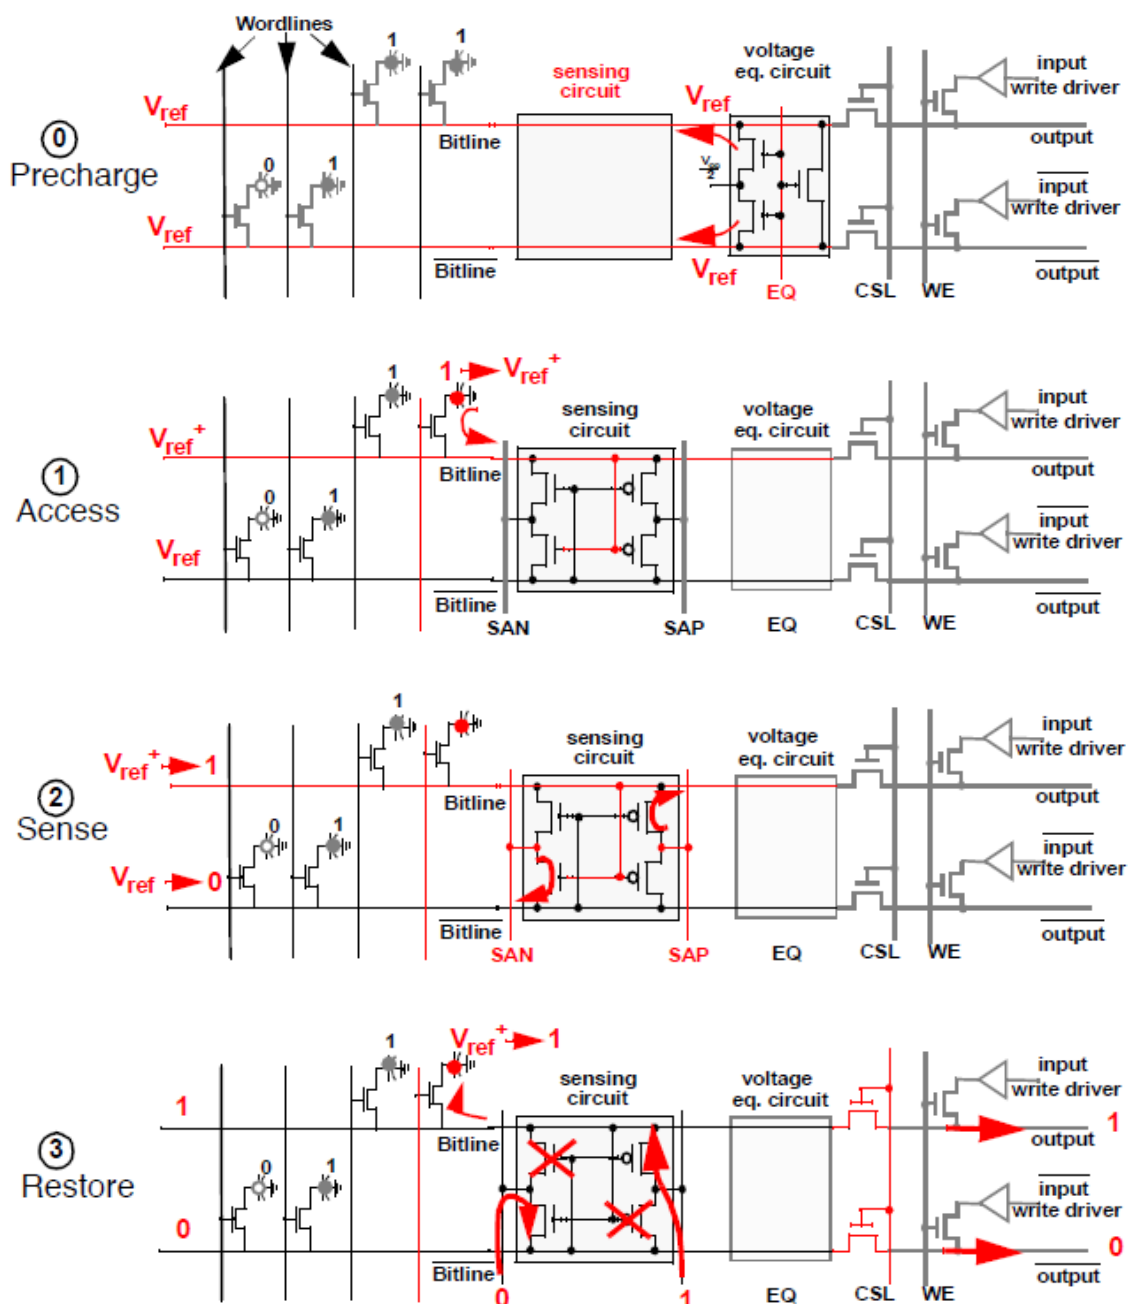 Wordlines
1
1
sensing
circuit
voltage
eq. circuit
input
write driver
Vref
Vref
Bitline
output
0
Precharge
0
1
VDD
2
input
write driver
Vref
Bitline
Vref
EQ
CSL
WE
output
1
1
Vref+
sensing
circuit
voltage
eq. circuit
input
write driver
Vref+
Bitline
output
1
Access
0
1
input
write driver
Vref
Bitline
SAN
SAP
EQ
CSL
WE
output
1
sensing
circuit
voltage
eq. circuit
input
write driver
Vref+ 1
Bitline
output
2
Sense
0
1
input
write driver
Vref 0
Bitline
SAN
SAP
EQ
CSL
WE
output
1
Vref+ 1
sensing
circuit
voltage
eq. circuit
input
write driver
1
Bitline
output
1
3
Restore
0
1
input
write driver
0
Bitline
0
1
EQ
CSL
WE
output
0